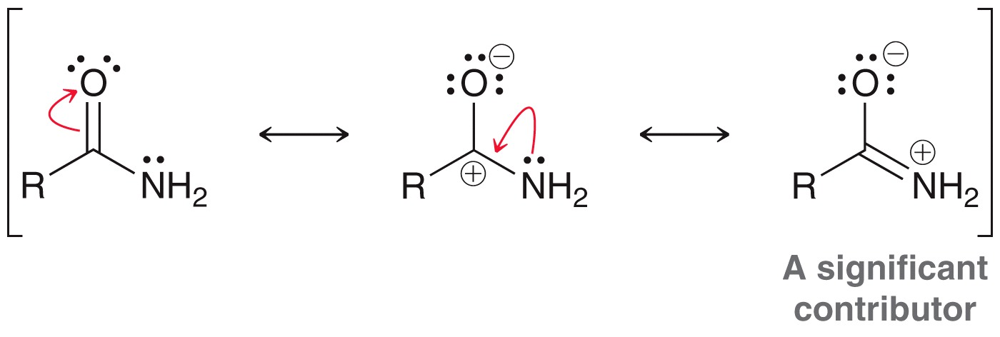 O O ⊖ O ⊖
R NH₂ R ⊕ NH₂ R NH₂ ⊕
A significant
contributor